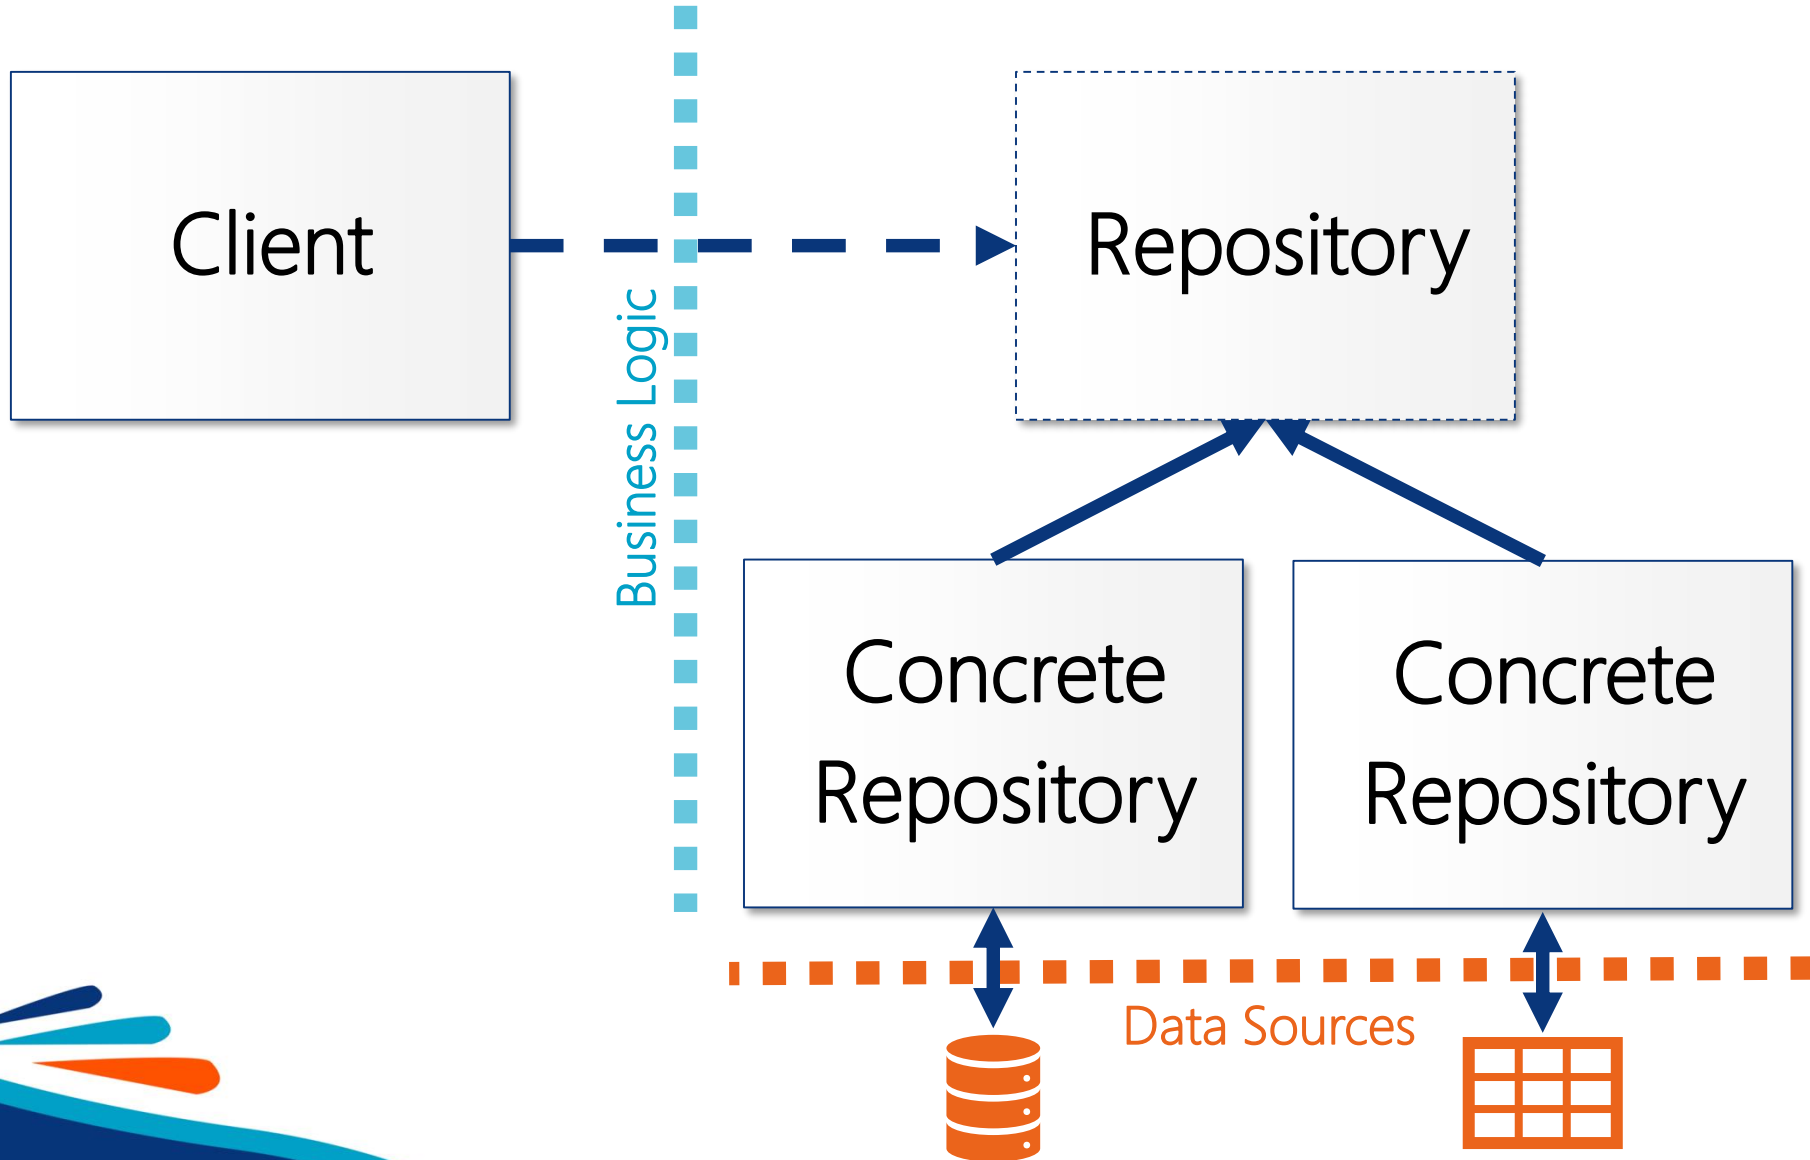 Client
Repository
Business Logic
Concrete
Repository
Concrete
Repository
Data Sources